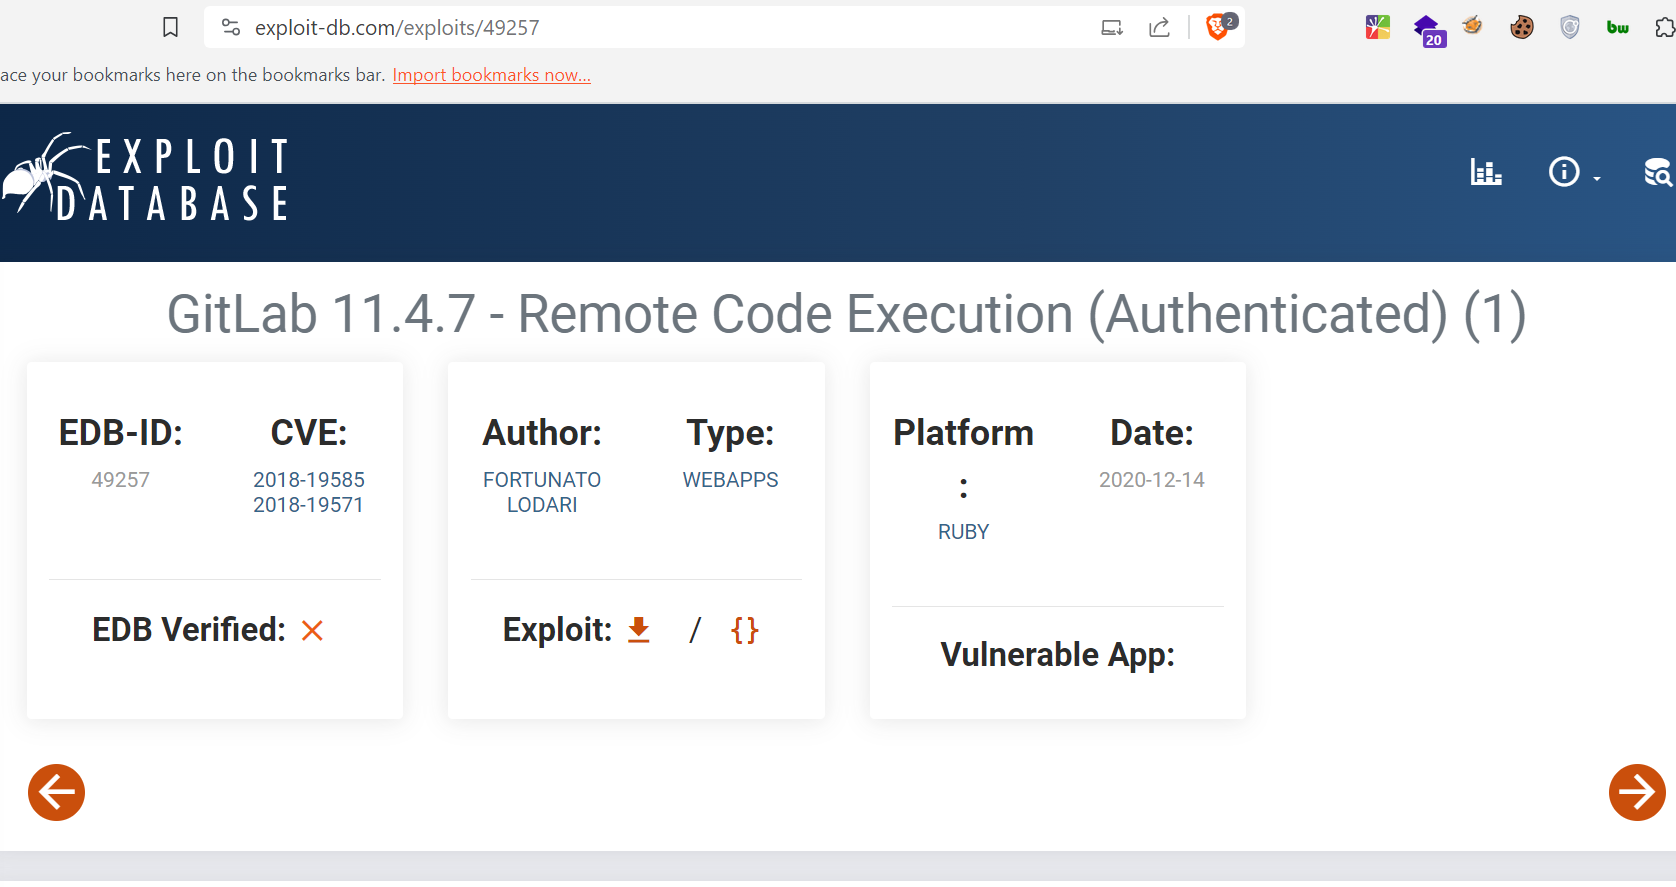 exploit-db.com/exploits/49257
2
20
bw
ace your bookmarks here on the bookmarks bar. Import bookmarks now...
EXPLOIT
DATABASE
GitLab 11.4.7 - Remote Code Execution (Authenticated) (1)
EDB-ID:
49257
CVE:
2018-19585
2018-19571
EDB Verified:
Author:
FORTUNATO
LODARI
Type:
WEBAPPS
Exploit: / {}
Platform
:
RUBY
Date:
2020-12-14
Vulnerable App: